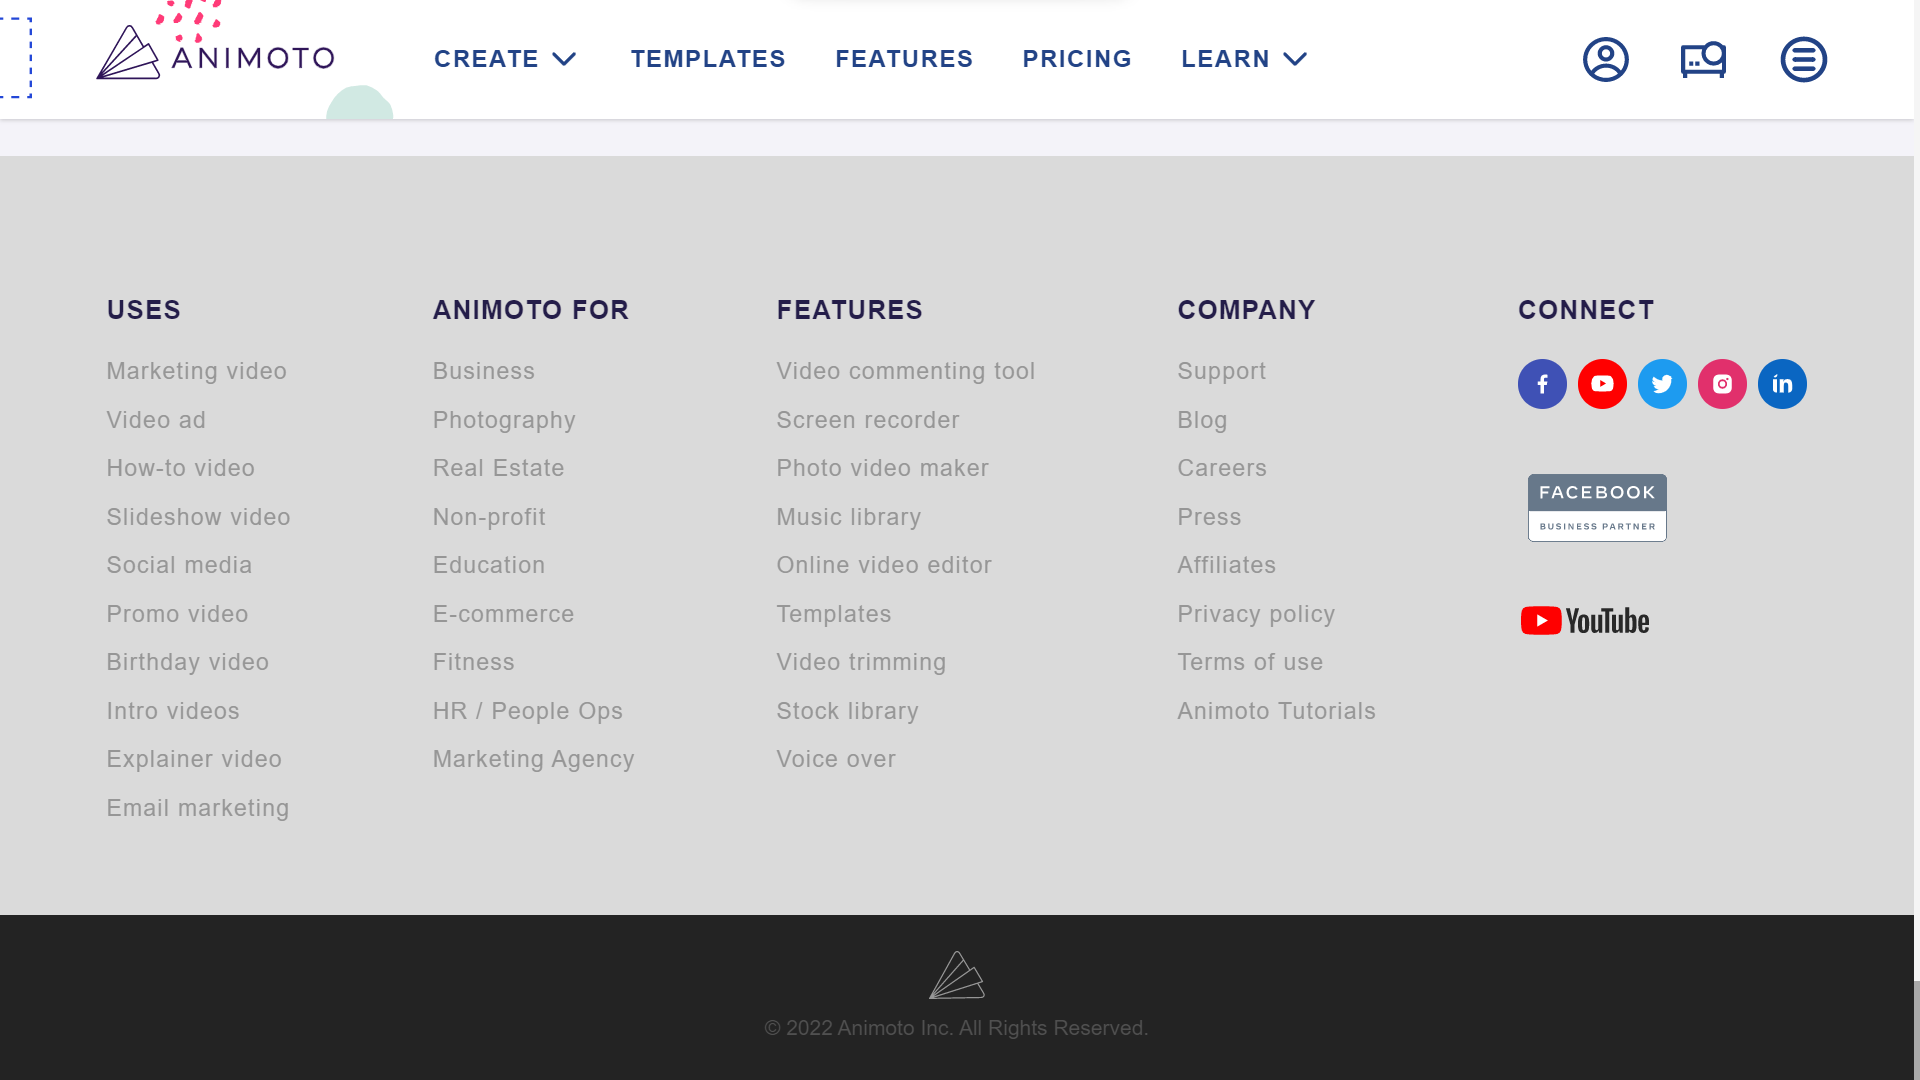 ANIMOTO
CREATE
TEMPLATES
FEATURES
PRICING
LEARN
USES
Marketing video
Video ad
How-to video
Slideshow video
Social media
Promo video
Birthday video
Intro videos
Explainer video
Email marketing
ANIMOTO FOR
Business
Photography
Real Estate
Non-profit
Education
E-commerce
Fitness
HR / People Ops
Marketing Agency
FEATURES
Video commenting tool
Screen recorder
Photo video maker
Music library
Online video editor
Templates
Video trimming
Stock library
Voice over
COMPANY
Support
Blog
Careers
Press
Affiliates
Privacy policy
Terms of use
Animoto Tutorials
CONNECT
FACEBOOK
BUSINESS PARTNER
YouTube
© 2022 Animoto Inc. All Rights Reserved.